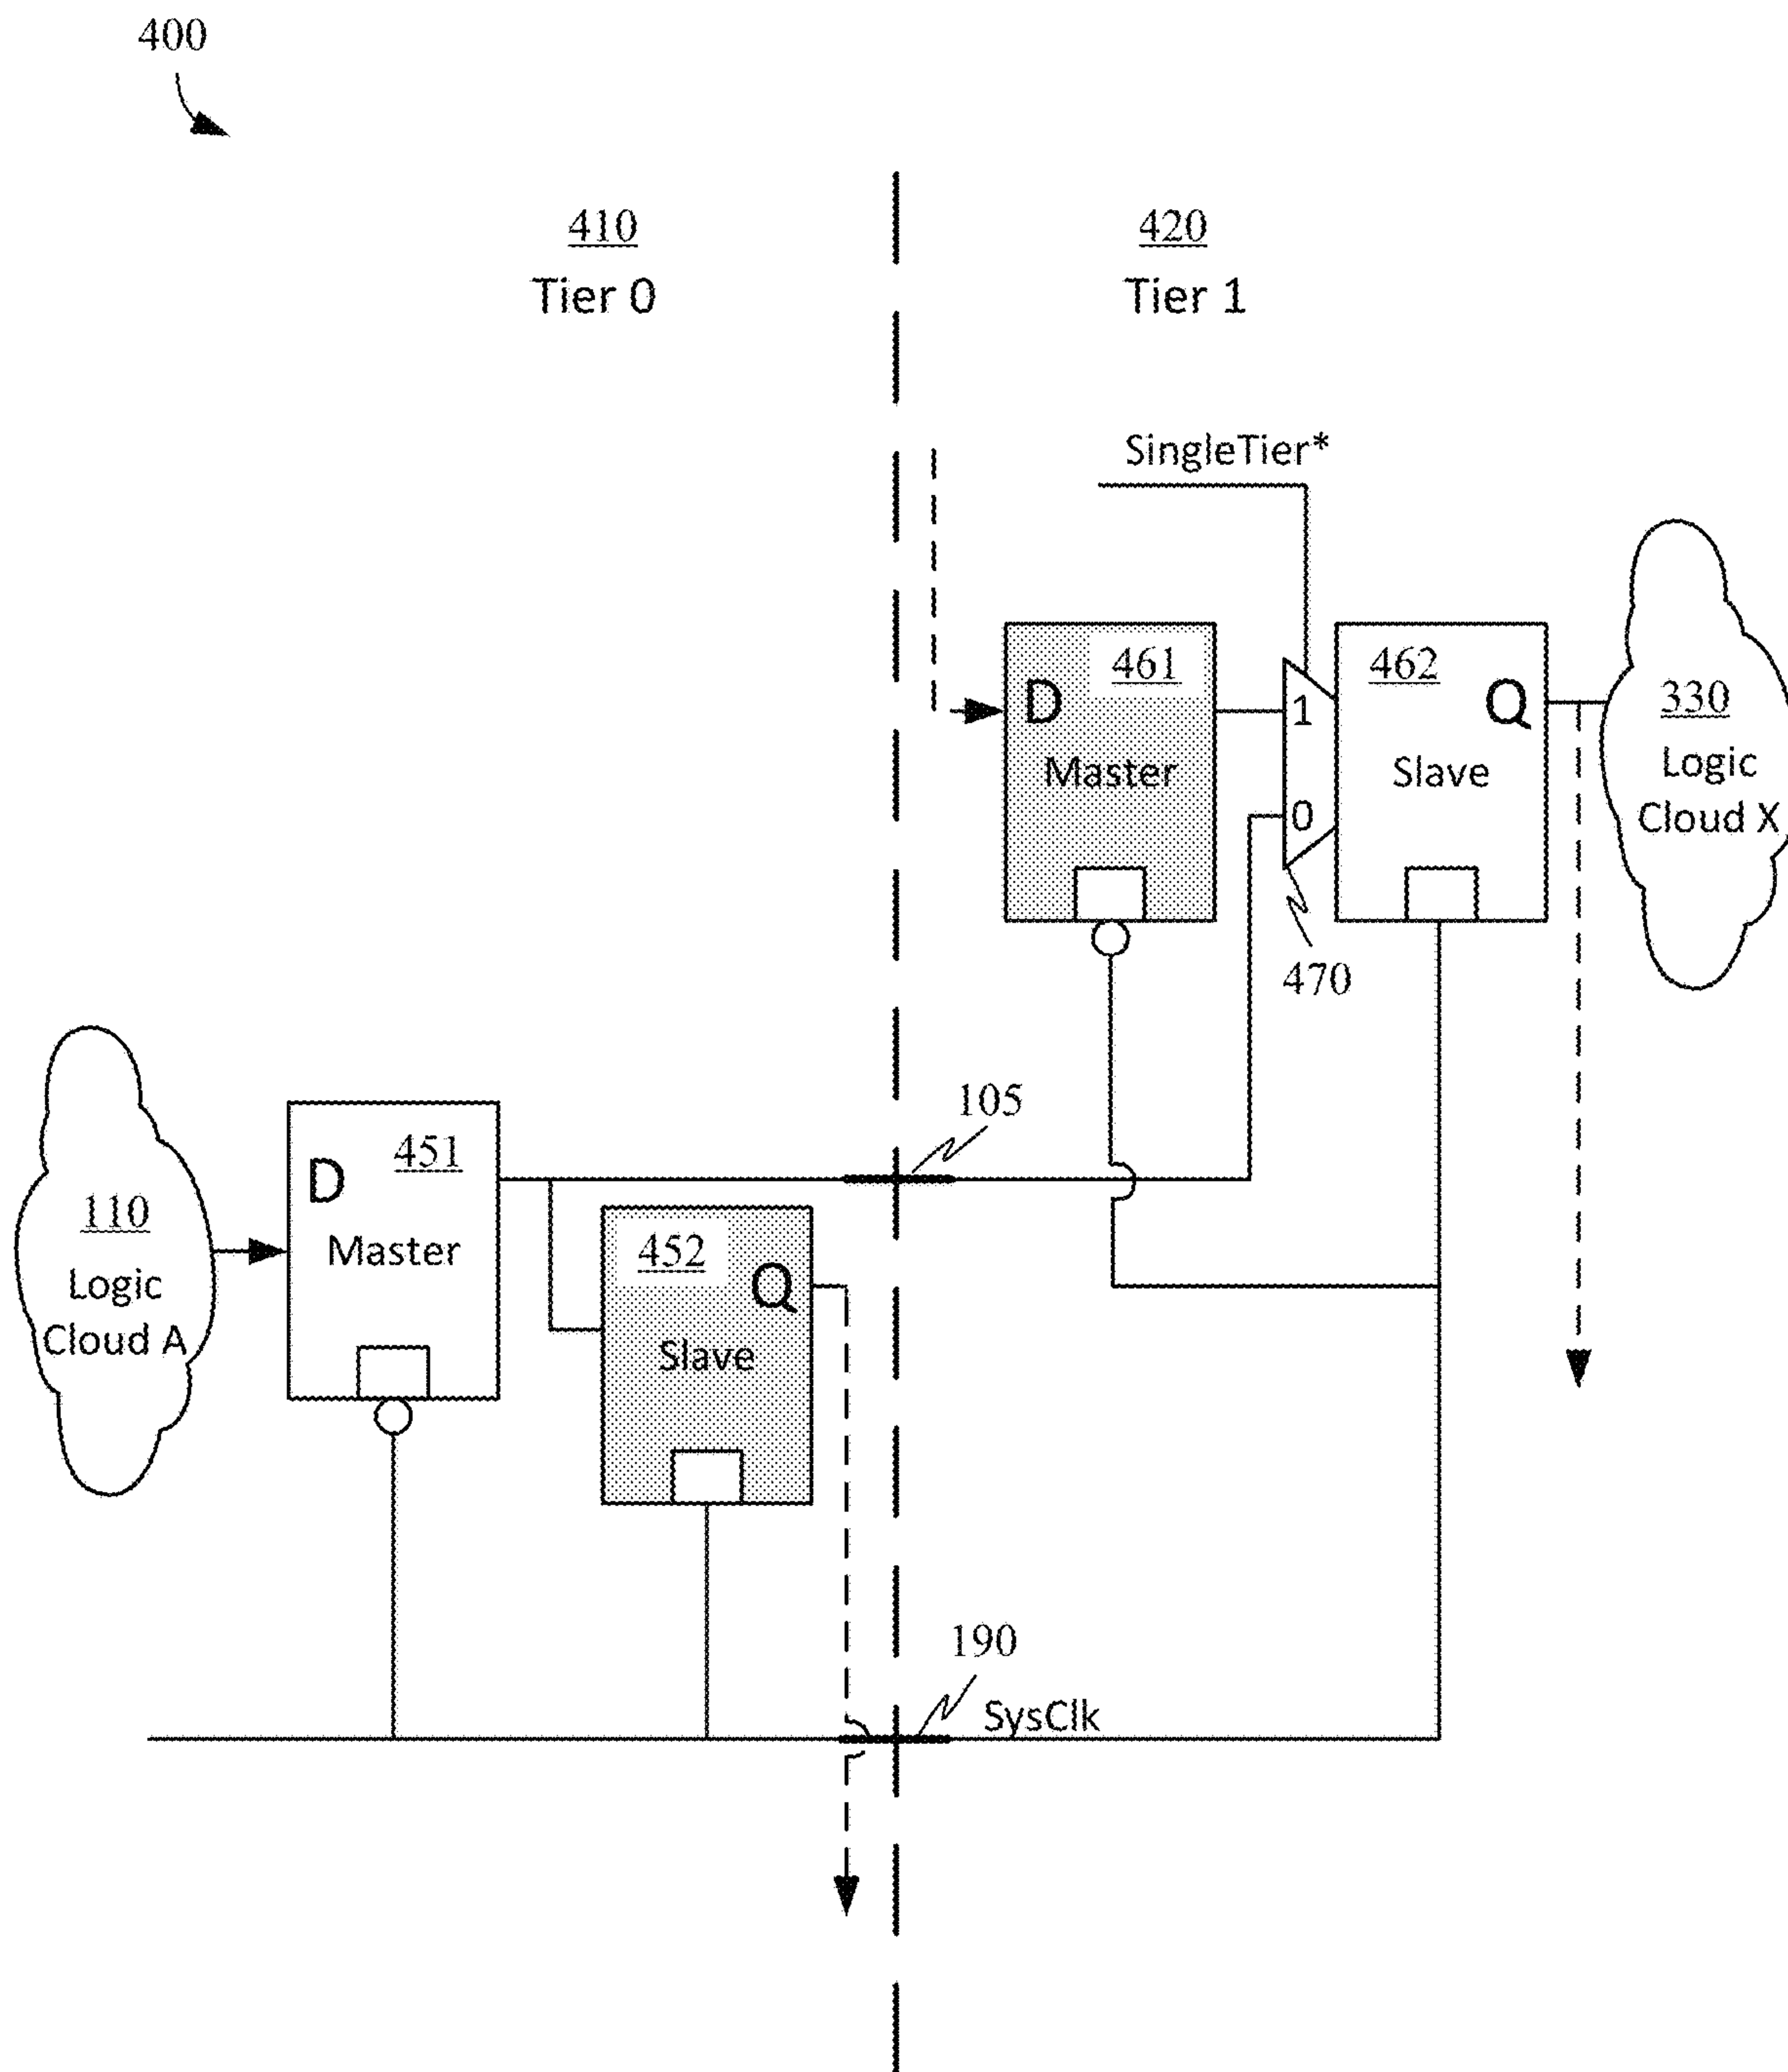 400
410
Tier 0
420
Tier 1
SingleTier*
461
D
Master
1
0
470
462
Q
Slave
330
Logic
Cloud X
105
110
Logic
Cloud A
451
D
Master
452
Q
Slave
190
SysClk